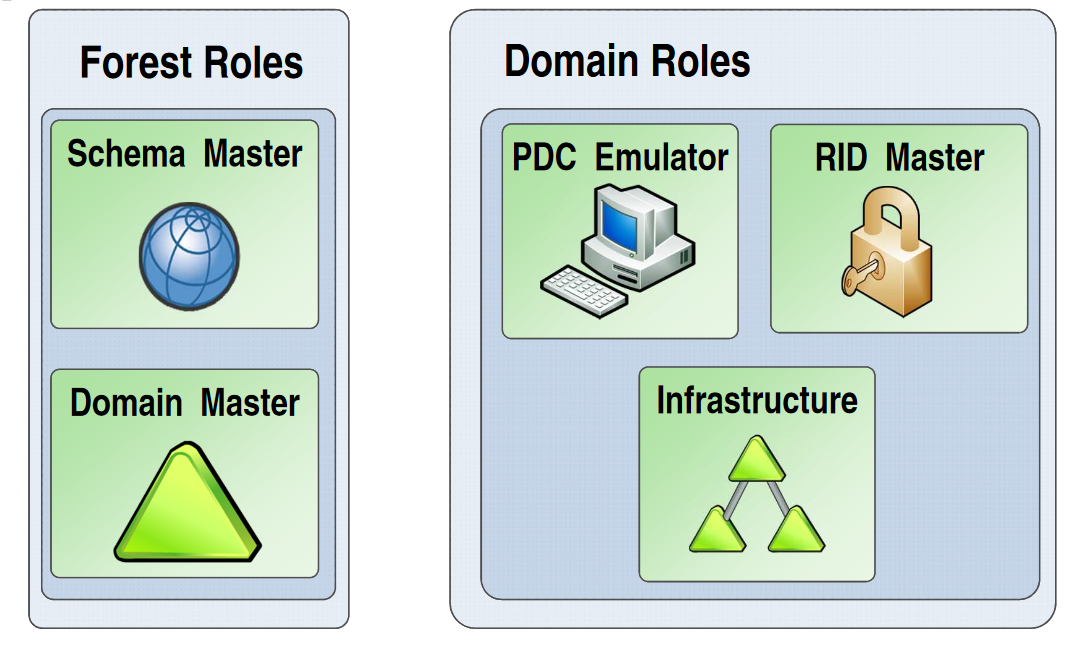 Forest Roles
Schema Master
Domain Master
Domain Roles
PDC Emulator
RID Master
Infrastructure